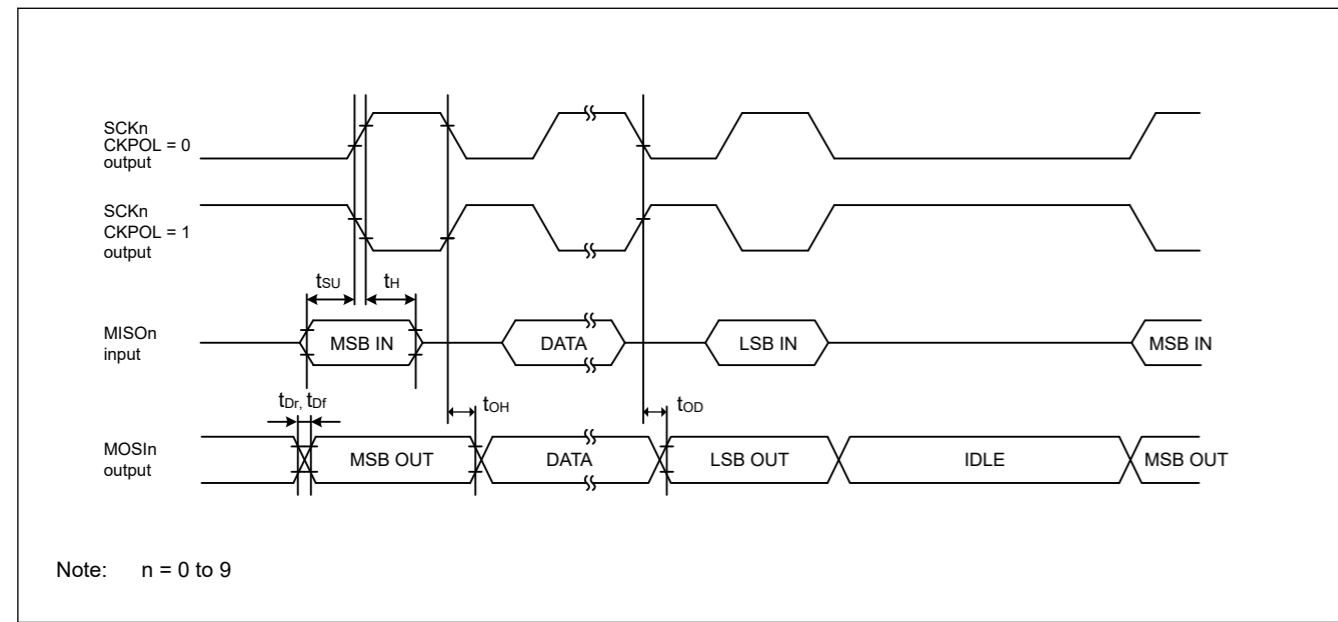 SCKn
CKPOL = 0
output
SCKn
CKPOL = 1
output
tSU
tH
MISOn
input
MSB IN
DATA
LSB IN
MSB IN
tDr, tDf
tOH
tOD
MOSIn
output
MSB OUT
DATA
LSB OUT
IDLE
MSB OUT
Note: n = 0 to 9